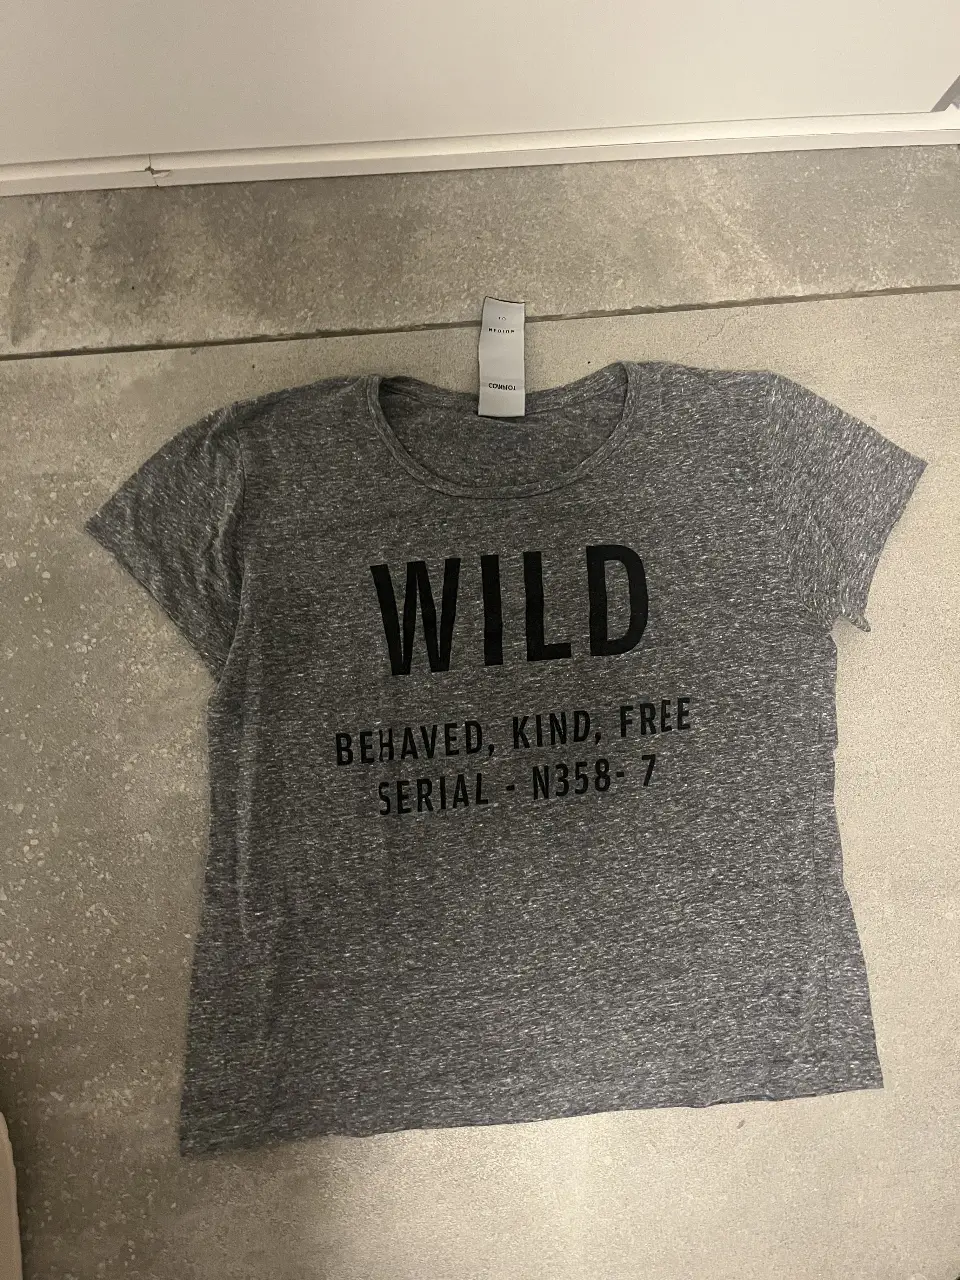 WILD
BEHAVED, KIND, FREE
SERIAL - N358- 7